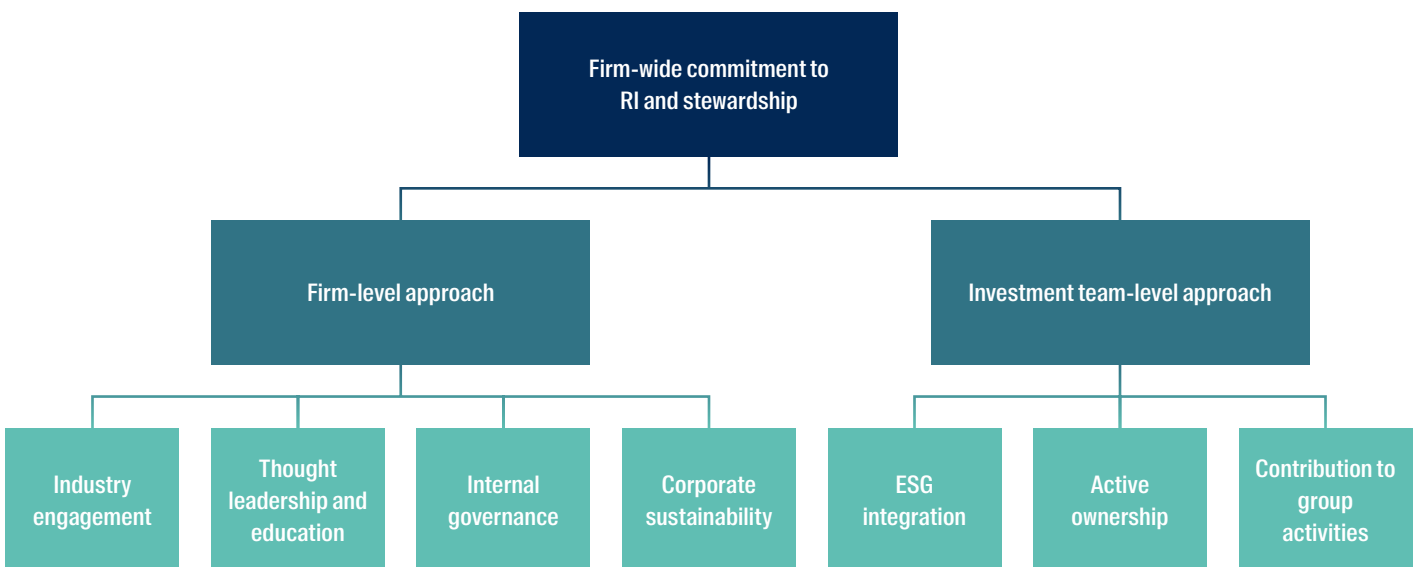 Firm-wide commitment to
RI and stewardship
Firm-level approach
Investment team-level approach
Industry
engagement
Thought
leadership and
education
Internal
governance
Corporate
sustainability
ESG
integration
Active
ownership
Contribution to
group
activities